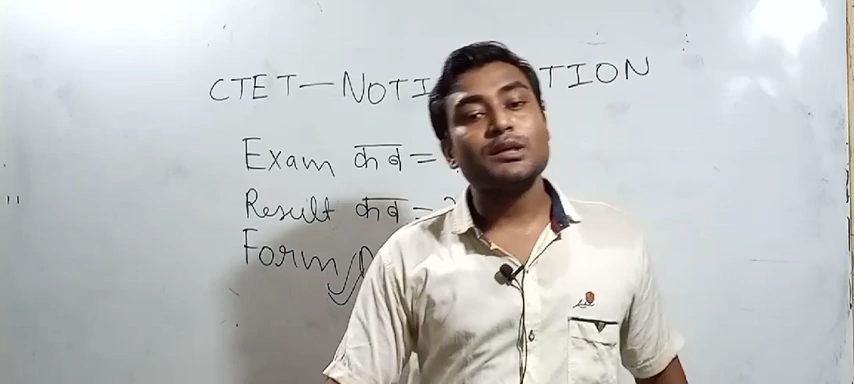 CTET - NOTI TION
Exam कब =
Result कब = ?
Form